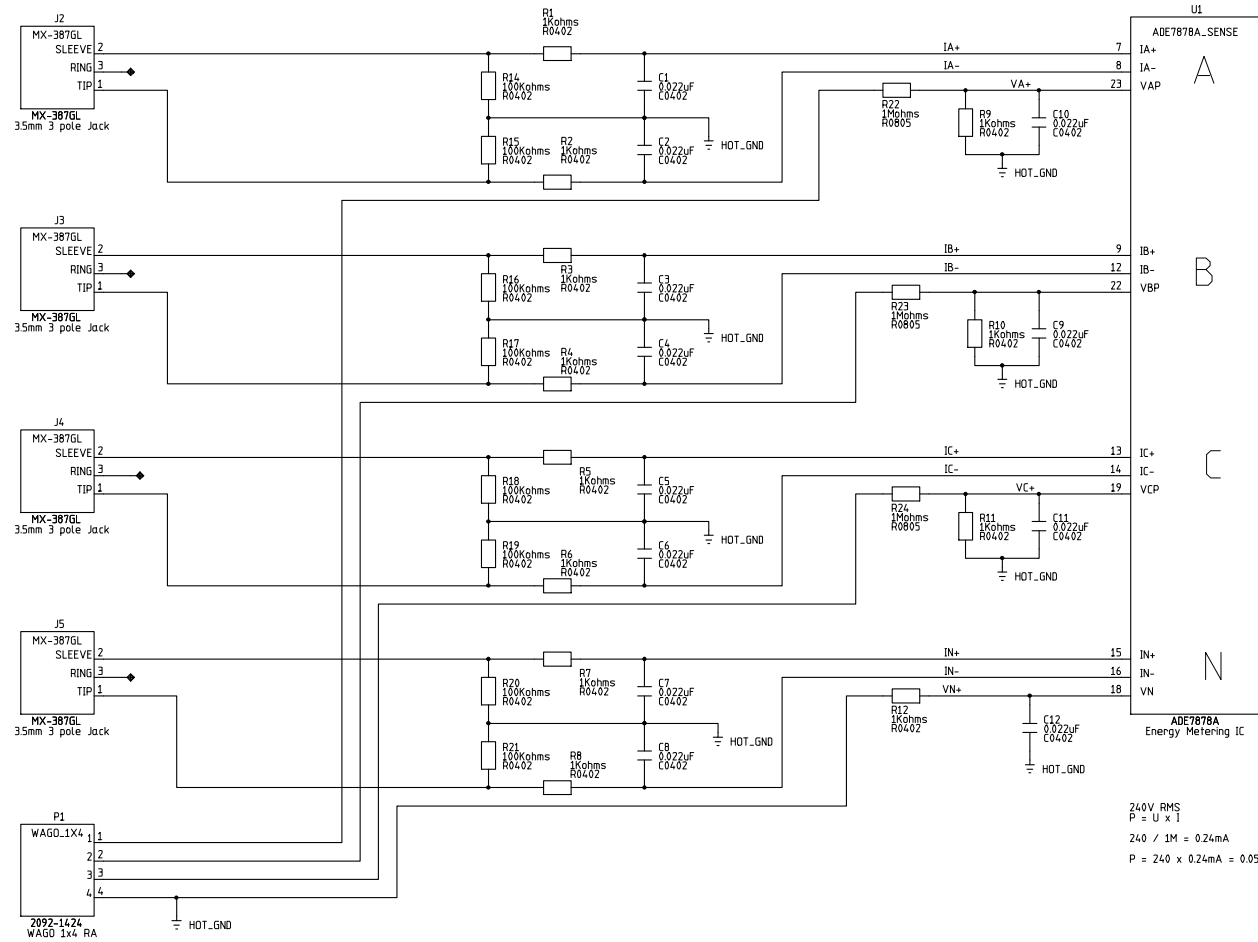 J2
MX-387GL
SLEEVE 2
RING 3
TIP 1
MX-387GL
3.5mm 3 pole Jack
R1
1Kohms
R0402
R14
100Kohms
R0402
C1
0.022uF
C0402
R15
100Kohms
R0402
R2
1Kohms
R0402
C2
0.022uF
C0402
HOT_GND
IA+
IA-
VA+
R22
1Mohms
R0805
R9
1Kohms
R0402
C10
0.022uF
C0402
HOT_GND
U1
ADE7878A_SENSE
7 IA+
8 IA-
23 VAP
A
J3
MX-387GL
SLEEVE 2
RING 3
TIP 1
MX-387GL
3.5mm 3 pole Jack
R3
1Kohms
R0402
R16
100Kohms
R0402
C3
0.022uF
C0402
R17
100Kohms
R0402
R4
1Kohms
R0402
C4
0.022uF
C0402
HOT_GND
IB+
IB-
R23
1Mohms
R0805
R10
1Kohms
R0402
C9
0.022uF
C0402
HOT_GND
9 IB+
12 IB-
22 VBP
B
J4
MX-387GL
SLEEVE 2
RING 3
TIP 1
MX-387GL
3.5mm 3 pole Jack
R5
1Kohms
R0402
R18
100Kohms
R0402
C5
0.022uF
C0402
R19
100Kohms
R0402
R6
1Kohms
R0402
C6
0.022uF
C0402
HOT_GND
IC+
IC-
VC+
R24
1Mohms
R0805
R11
1Kohms
R0402
C11
0.022uF
C0402
HOT_GND
13 IC+
14 IC-
19 VCP
C
J5
MX-387GL
SLEEVE 2
RING 3
TIP 1
MX-387GL
3.5mm 3 pole Jack
R7
1Kohms
R0402
R20
100Kohms
R0402
C7
0.022uF
C0402
R21
100Kohms
R0402
R8
1Kohms
R0402
C8
0.022uF
C0402
HOT_GND
IN+
IN-
VN+
R12
1Kohms
R0402
C12
0.022uF
C0402
HOT_GND
15 IN+
16 IN-
18 VN
N
ADE7878A
Energy Metering IC
P1
WAGO_1X4
1 1
2 2
3 3
4 4
2092-1424
WAGO 1x4 RA
HOT_GND
240V RMS
P = U x I
240 / 1M = 0.24mA
P = 240 x 0.24mA = 0.05